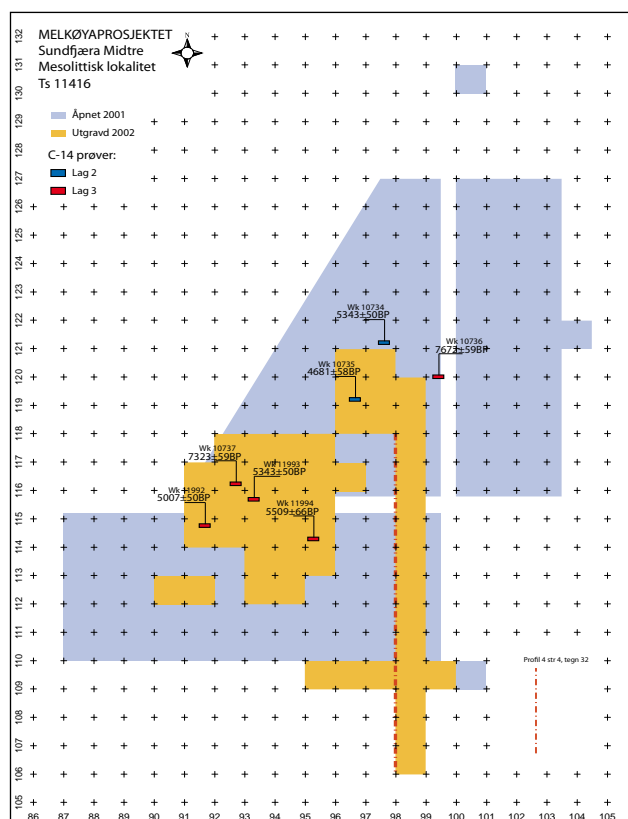 MELKØYAPROSJEKTET
Sundfjæra Midtre
Mesolittisk lokalitet
Ts 11416
N
Åpnet 2001
Utgravd 2002
C-14 prøver:
Lag 2
Lag 3
132
131
130
129
128
127
126
125
124
123
122
121
120
119
118
117
116
115
114
113
112
111
110
109
108
107
106
105
Wk 10734
5343±50BP
Wk 10736
7673±59BP
Wk 10735
4681±58BP
Wk 10737
7323±59BP
Wk 11993
5343±50BP
Wk 11992
5007±50BP
Wk 11994
5509±66BP
Profil 4 str 4, tegn 32
86 87 88 89 90 91 92 93 94 95 96 97 98 99 100 101 102 103 104 105